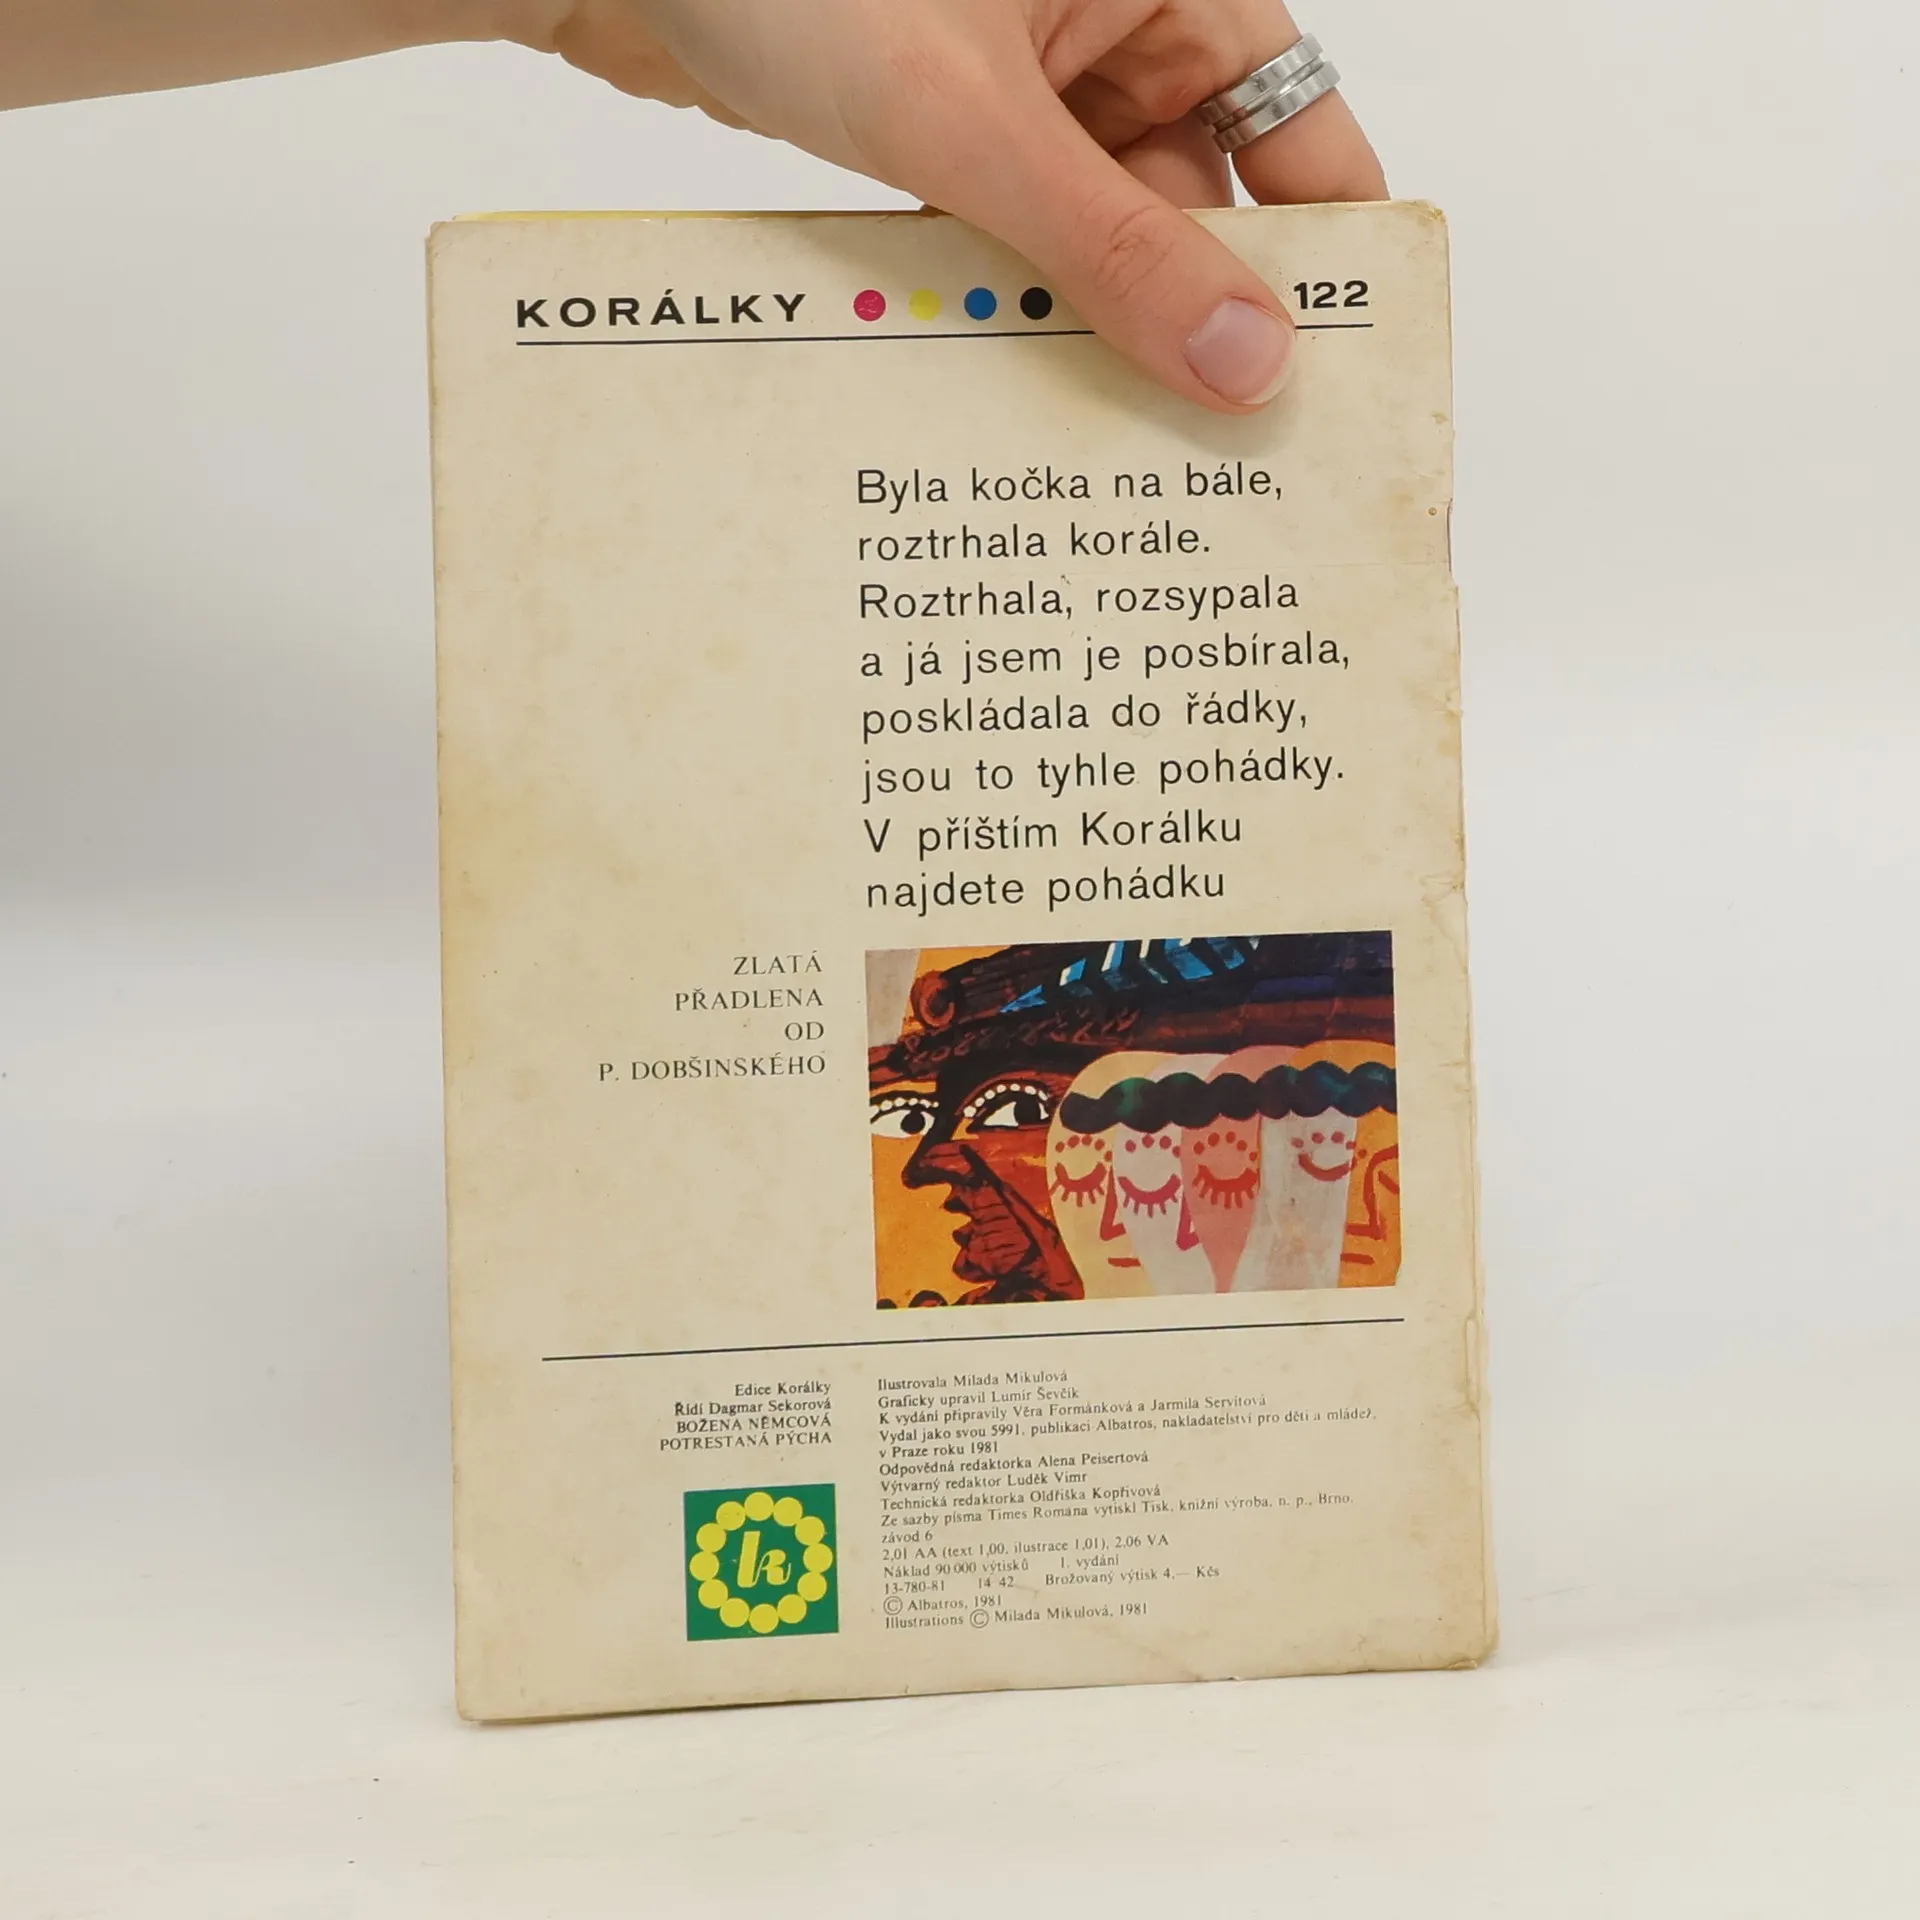 KORÁLKY
122
Byla kočka na bále,
roztrhala korále.
Roztrhala, rozsypala
a já jsem je posbírala,
poskládala do řádky,
jsou to tyhle pohádky.
V příštím Korálku
najdete pohádku
ZLATÁ
PŘADLENA
OD
P. DOBŠINSKÉHO
Edice Korálky
Řídí Dagmar Sekorová
BOŽENA NĚMCOVÁ
POTRESTANÁ PÝCHA
k
Ilustrovala Milada Mikulová
Graficky upravil Lumír Ševčík
K vydání připravily Věra Formánková a Jarmila Servítová
Vydal jako svou 5991. publikaci Albatros, nakladatelství pro děti a mládež,
v Praze roku 1981
Odpovědná redaktorka Alena Peisertová
Výtvarný redaktor Luděk Vimr
Technická redaktorka Oldřiška Kopřivová
Ze sazby písma Times Romana vytiskl Tisk, knižní výroba, n. p., Brno,
závod 6
2,01 AA (text 1,00, ilustrace 1,01), 2,06 VA
Náklad 90 000 výtisků 1. vydání
13-780-81 14 42 Brožovaný výtisk 4,— Kčs
© Albatros, 1981
Illustrations © Milada Mikulová, 1981